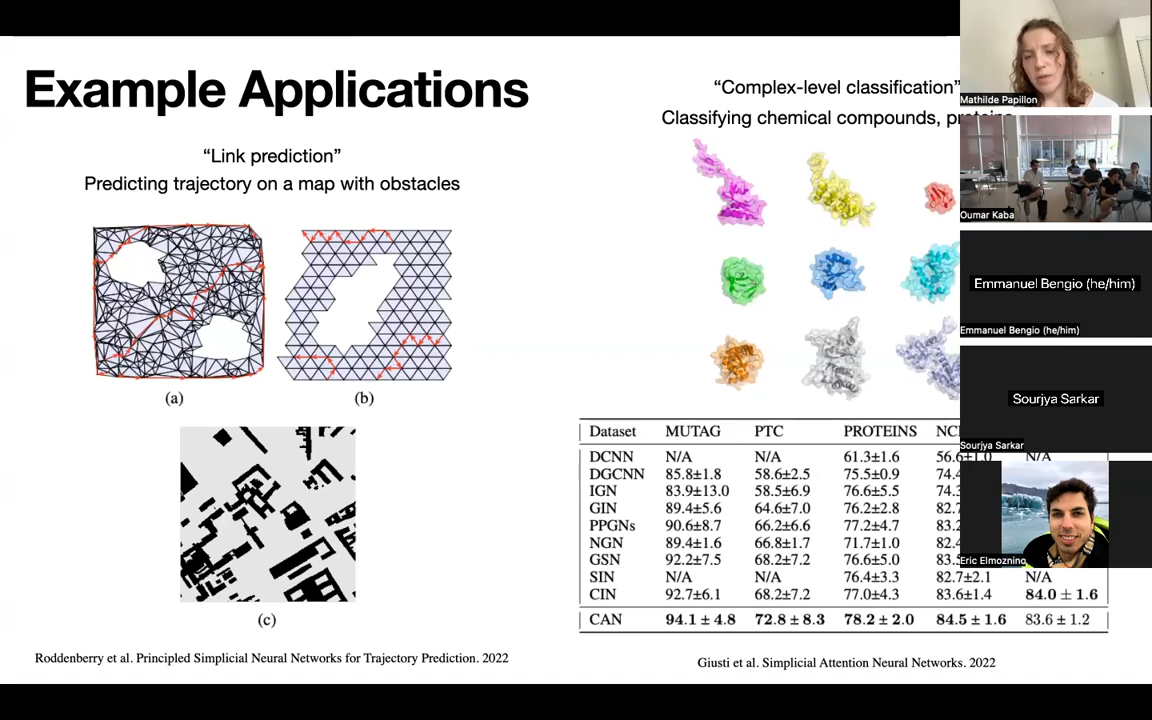 Example Applications
“Link prediction”
Predicting trajectory on a map with obstacles
(a)
(b)
(c)
Roddenberry et al. Principled Simplicial Neural Networks for Trajectory Prediction. 2022
“Complex-level classification”
Classifying chemical compounds, proteins
Dataset MUTAG PTC PROTEINS
DCNN N/A N/A 61.3±1.6 56.6±1.0 N/A
DGCNN 85.8±1.8 58.6±2.5 75.5±0.9 74.4
IGN 83.9±13.0 58.5±6.9 76.6±5.5 74.3
GIN 89.4±5.6 64.6±7.0 76.2±2.8 82.7
PPGNs 90.6±8.7 66.2±6.6 77.2±4.7 83.2
NGN 89.4±1.6 66.8±1.7 71.7±1.0 82.4
GSN 92.2±7.5 68.2±7.2 76.6±5.0 83.5
SIN N/A N/A 76.4±3.3 82.7±2.1 N/A
CIN 92.7±6.1 68.2±7.2 77.0±4.3 83.6±1.4 84.0 ± 1.6
CAN 94.1 ± 4.8 72.8 ± 8.3 78.2 ± 2.0 84.5 ± 1.6 83.6 ± 1.2
Giusti et al. Simplicial Attention Neural Networks. 2022
Mathilde Papillon
Oumar Kaba
Emmanuel Bengio (he/him)
Emmanuel Bengio (he/him)
Sourjya Sarkar
Sourjya Sarkar
Eric Elmoznino